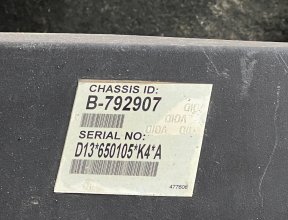 CHASSIS ID:
B-792907
SERIAL NO:
D13*650105*K4*A
477606